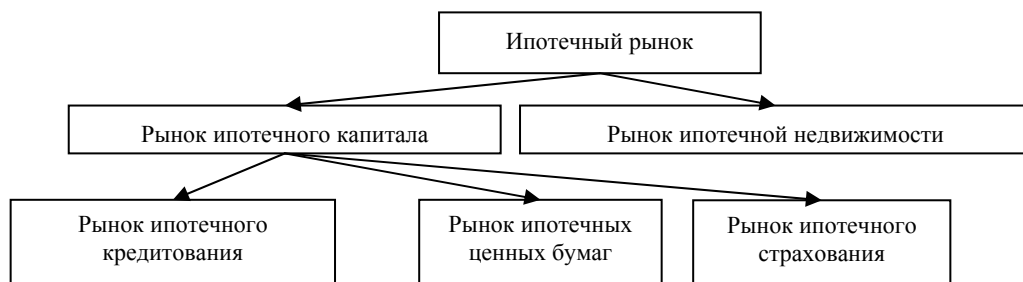 Ипотечный рынок
Рынок ипотечного капитала
Рынок ипотечной недвижимости
Рынок ипотечного
кредитования
Рынок ипотечных
ценных бумаг
Рынок ипотечного
страхования